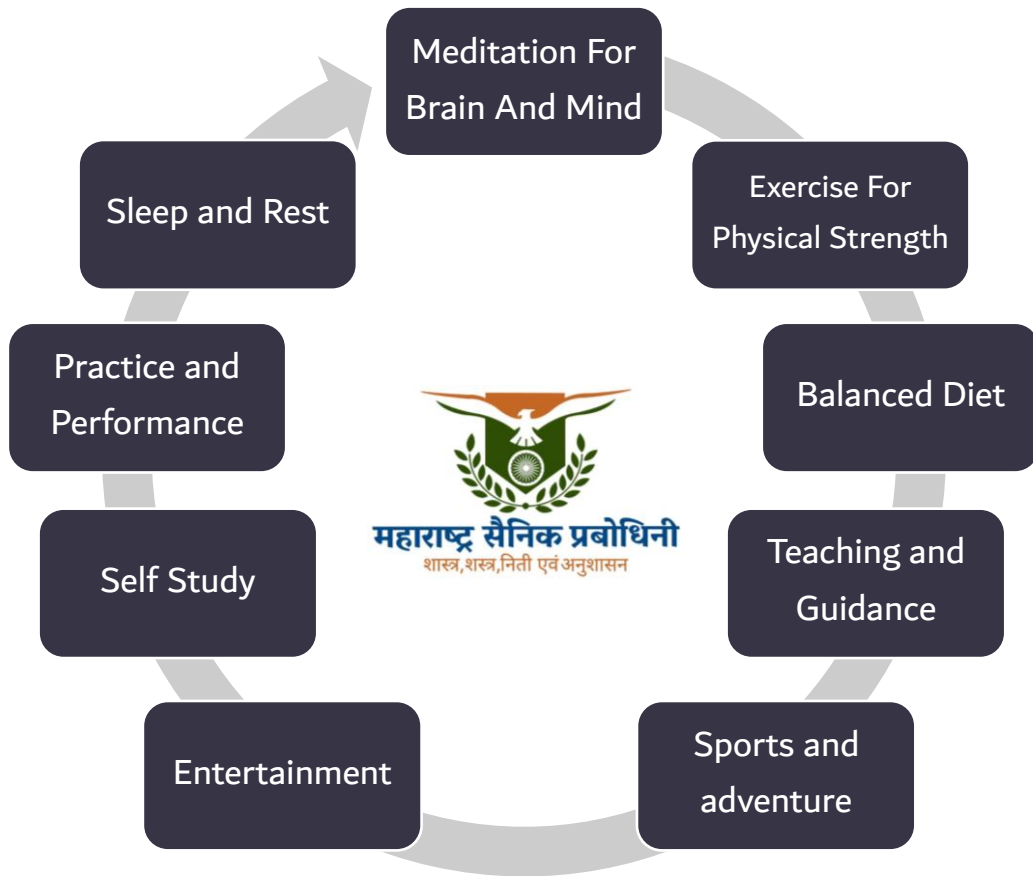 Meditation For
Brain And Mind
Exercise For
Physical Strength
Balanced Diet
Teaching and
Guidance
Sports and
adventure
Entertainment
Self Study
Practice and
Performance
Sleep and Rest
महाराष्ट्र सैनिक प्रबोधिनी
शास्त्र,शस्त्र,निती एवं अनुशासन